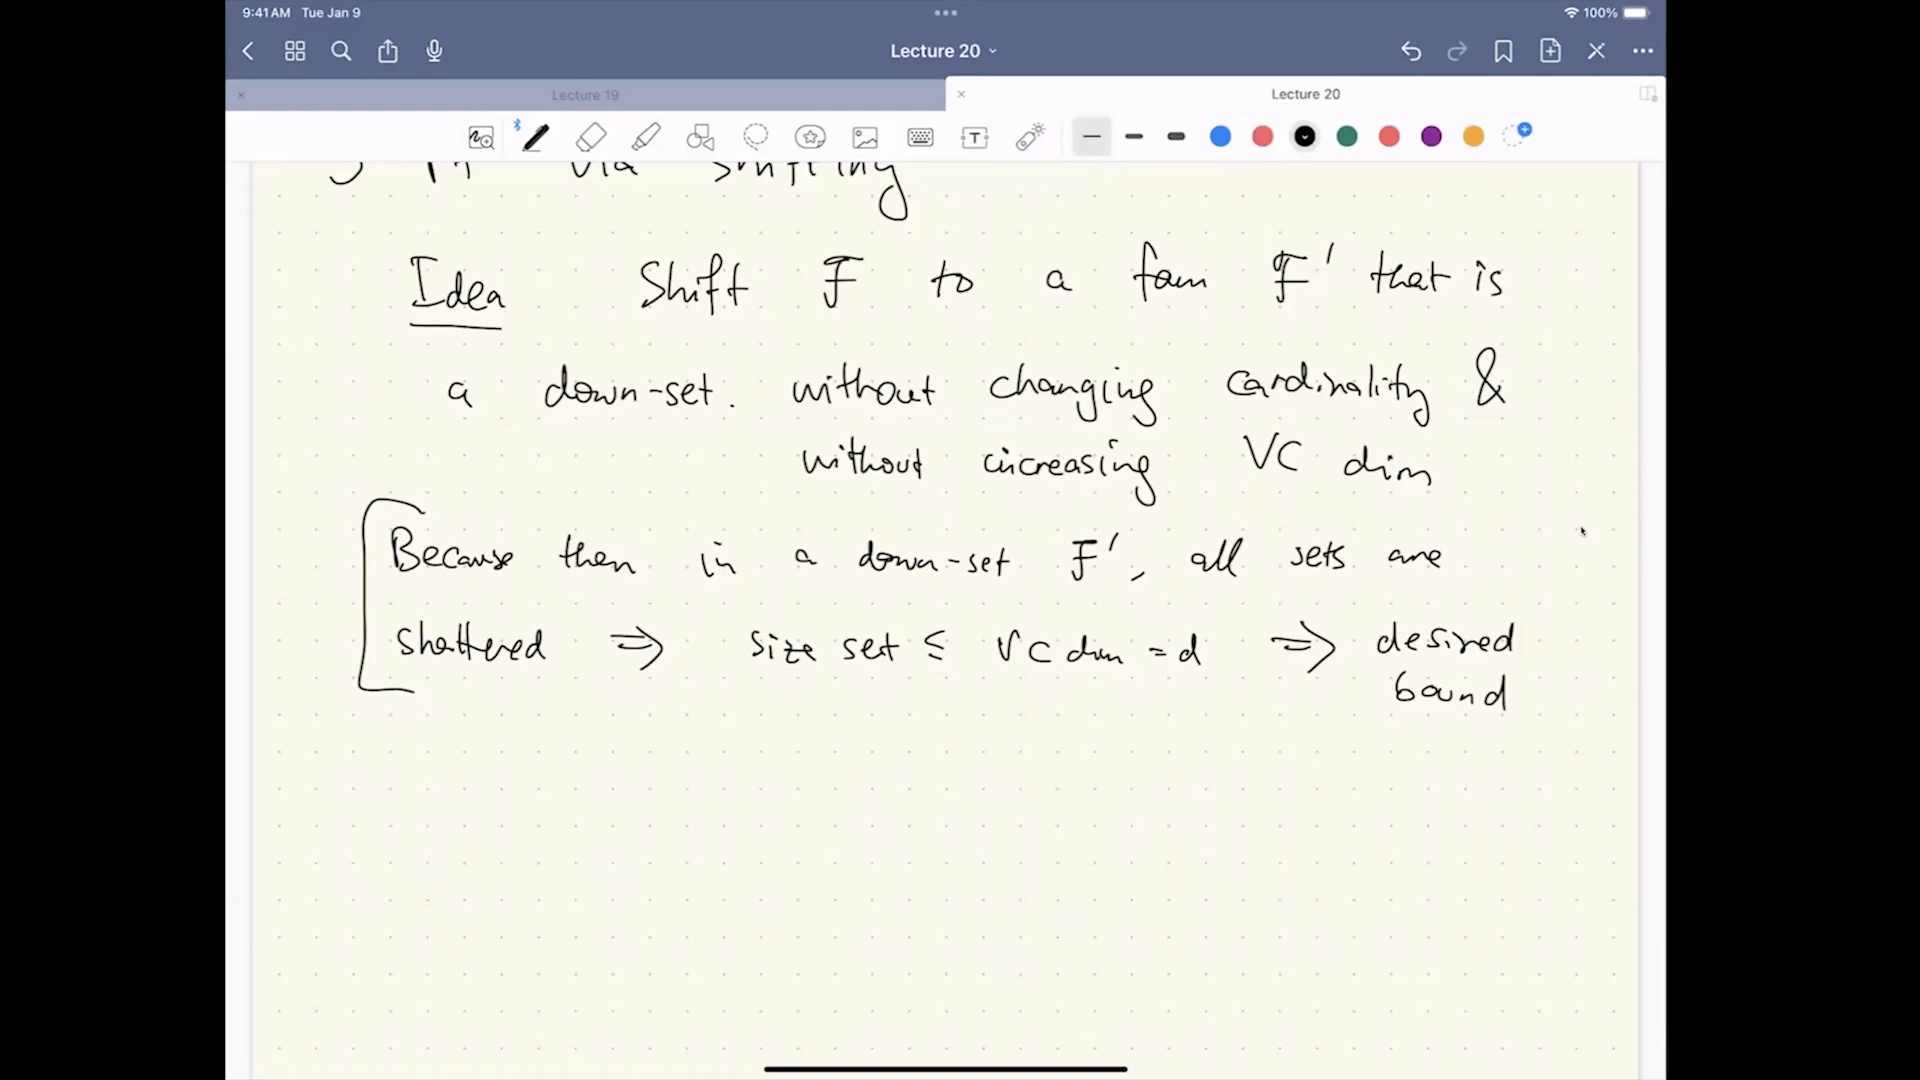 9:41 AM Tue Jan 9
100%
Lecture 20
Lecture 19
Lecture 20
via shifting
Idea Shift F to a fam F' that is
a down-set. without changing cardinality &
without increasing VC dim
Because then in a down-set F', all sets are
shattered ⇒ size set ≤ VC dim = d ⇒ desired
bound